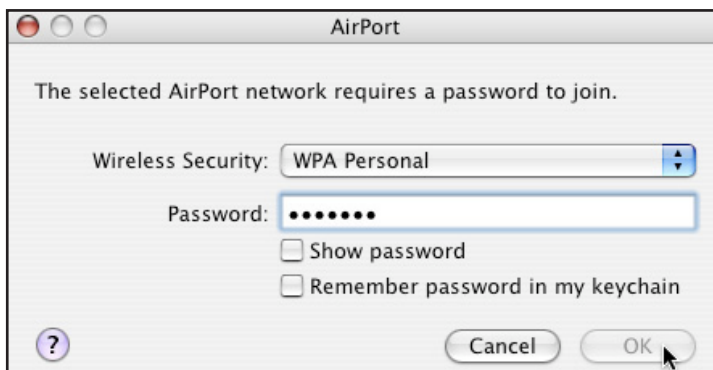 AirPort
The selected AirPort network requires a password to join.
Wireless Security: WPA Personal
Password: •••••••
Show password
Remember password in my keychain
? Cancel OK